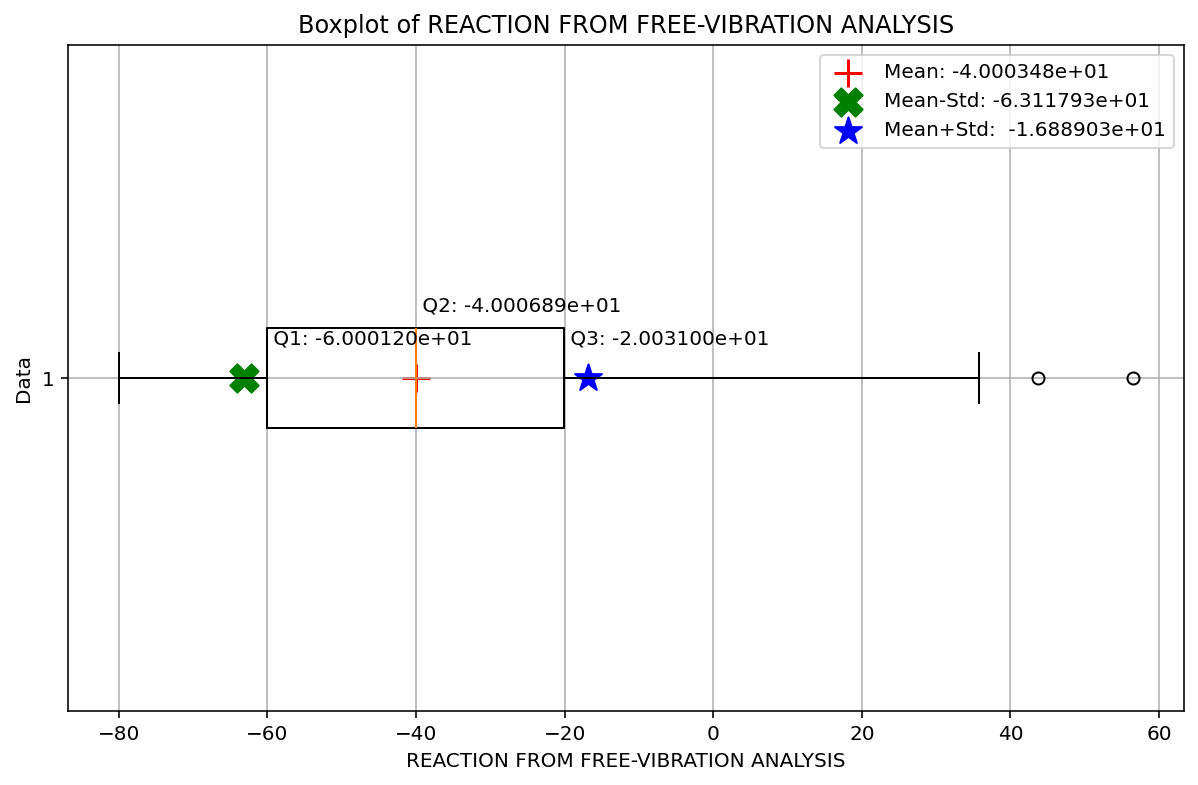 Boxplot of REACTION FROM FREE-VIBRATION ANALYSIS
Mean: -4.000348e+01
Mean-Std: -6.311793e+01
Mean+Std:  -1.688903e+01
Q2: -4.000689e+01
Q1: -6.000120e+01
Q3: -2.003100e+01
Data
1
−80
−60
−40
−20
0
20
40
60
REACTION FROM FREE-VIBRATION ANALYSIS